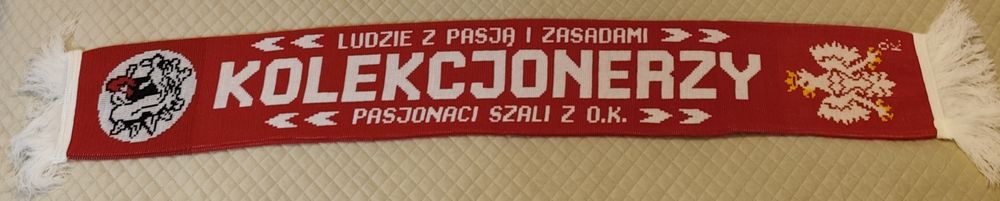 LUDZIE Z PASJĄ I ZASADAMI
KOLEKCJONERZY
PASJONACI SZALI Z O.K.
O.K.